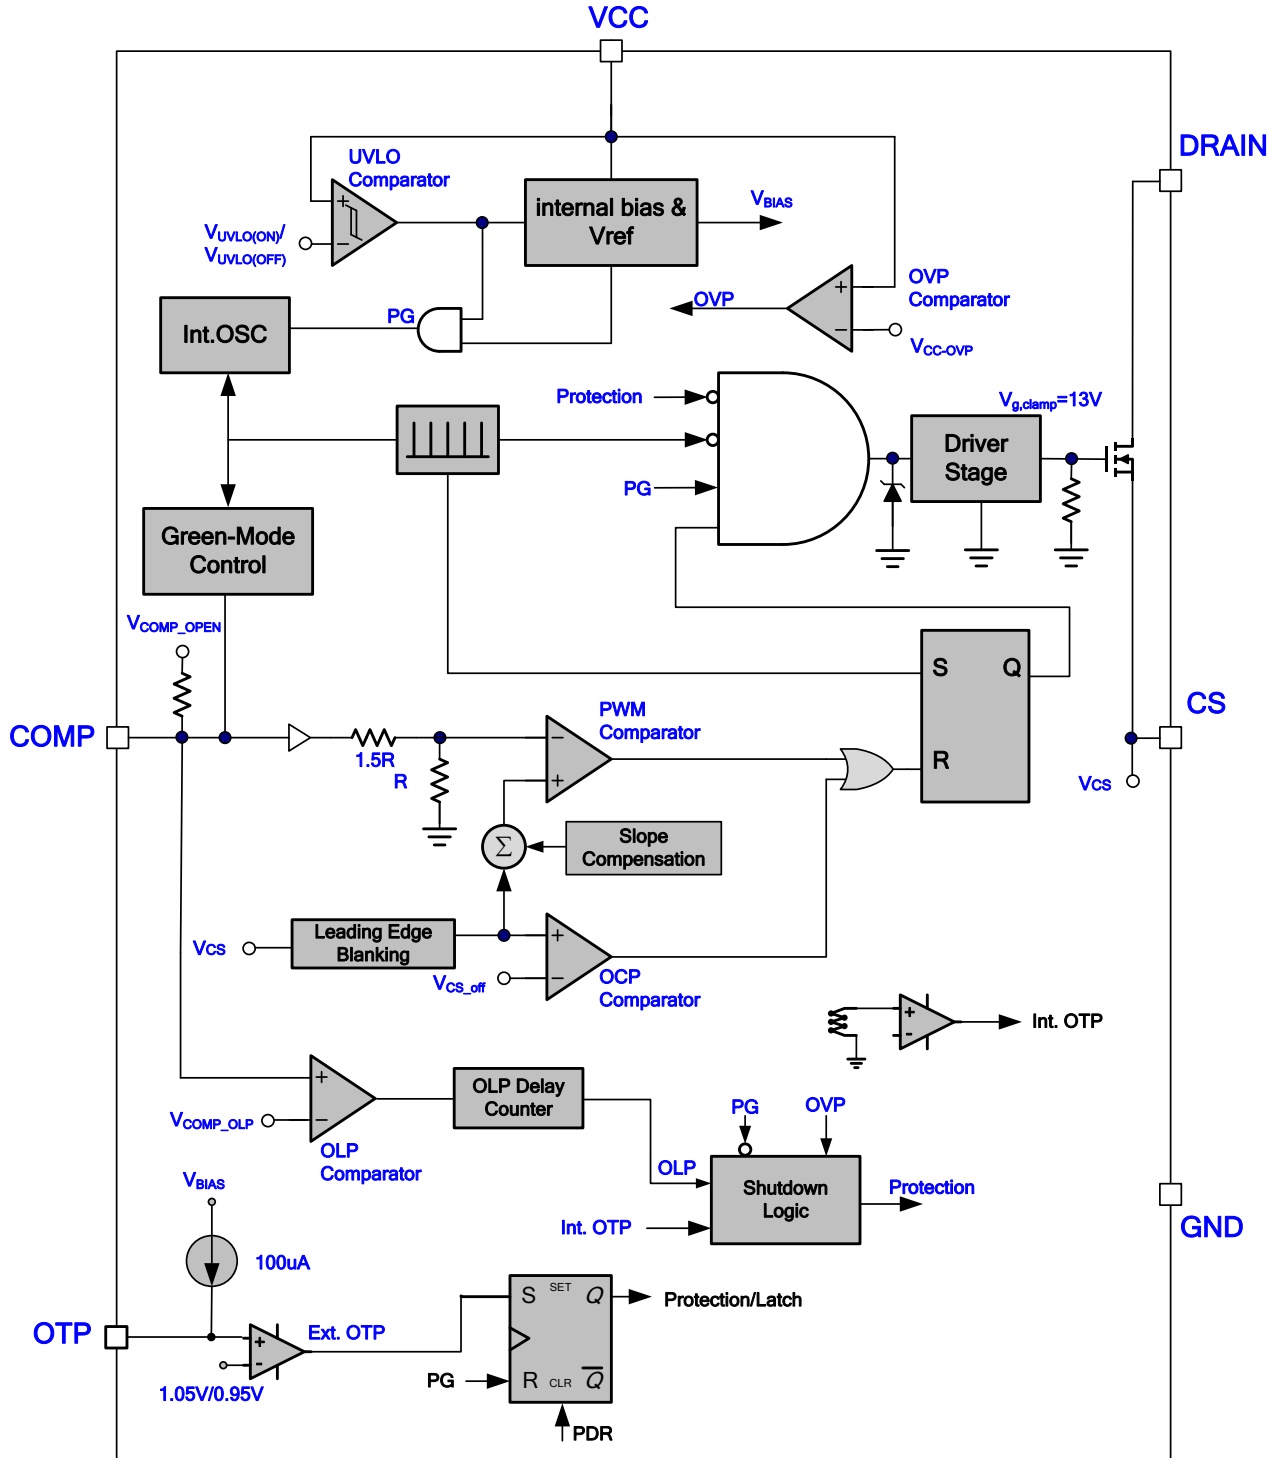 VCC
DRAIN
UVLO
Comparator
VUVLO(ON)/
VUVLO(OFF)
+
−
internal bias &
Vref
VBIAS
OVP
Comparator
+
−
OVP
VCC-OVP
PG
Int.OSC
Protection
PG
Vg,clamp=13V
Driver
Stage
Green-Mode
Control
VCOMP_OPEN
COMP
1.5R
R
PWM
Comparator
−
+
S
Q
R
CS
VCS
Σ
Slope
Compensation
VCS
Leading Edge
Blanking
+
−
VCS_off
OCP
Comparator
+
-
Int. OTP
+
−
VCOMP_OLP
OLP
Comparator
OLP Delay
Counter
PG
OVP
OLP
Int. OTP
Shutdown
Logic
Protection
GND
VBIAS
100uA
OTP
+
-
1.05V/0.95V
Ext. OTP
S
SET
Q
R
CLR
Q
Protection/Latch
PG
PDR